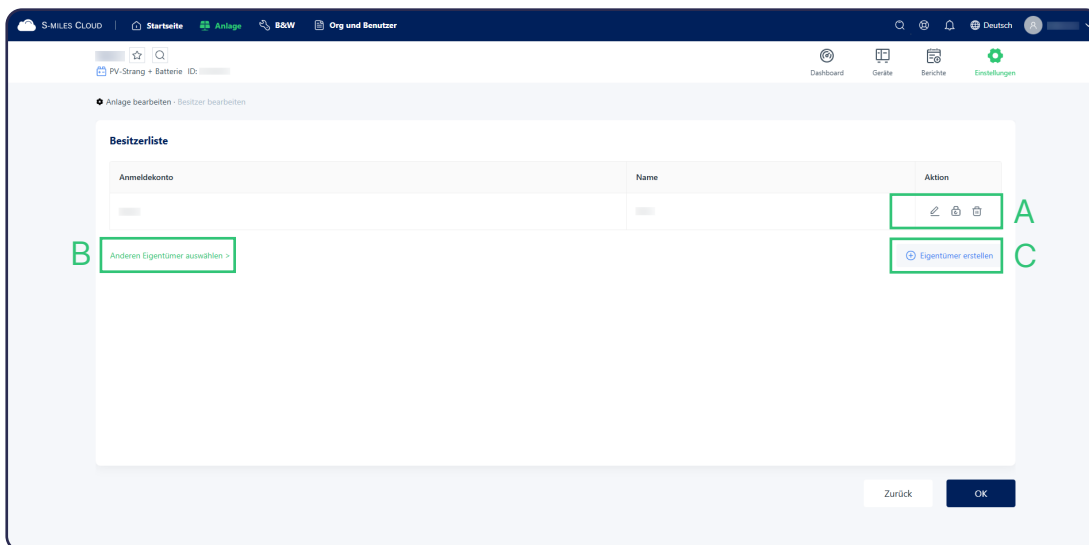 S-MILES CLOUD Startseite Anlage B&W Org und Benutzer Deutsch A
PV-Strang + Batterie ID:
Dashboard Geräte Berichte Einstellungen
Anlage bearbeiten - Besitzer bearbeiten
Besitzerliste
Anmeldekonto Name Aktion
A
B Anderen Eigentümer auswählen > Eigentümer erstellen C
Zurück OK